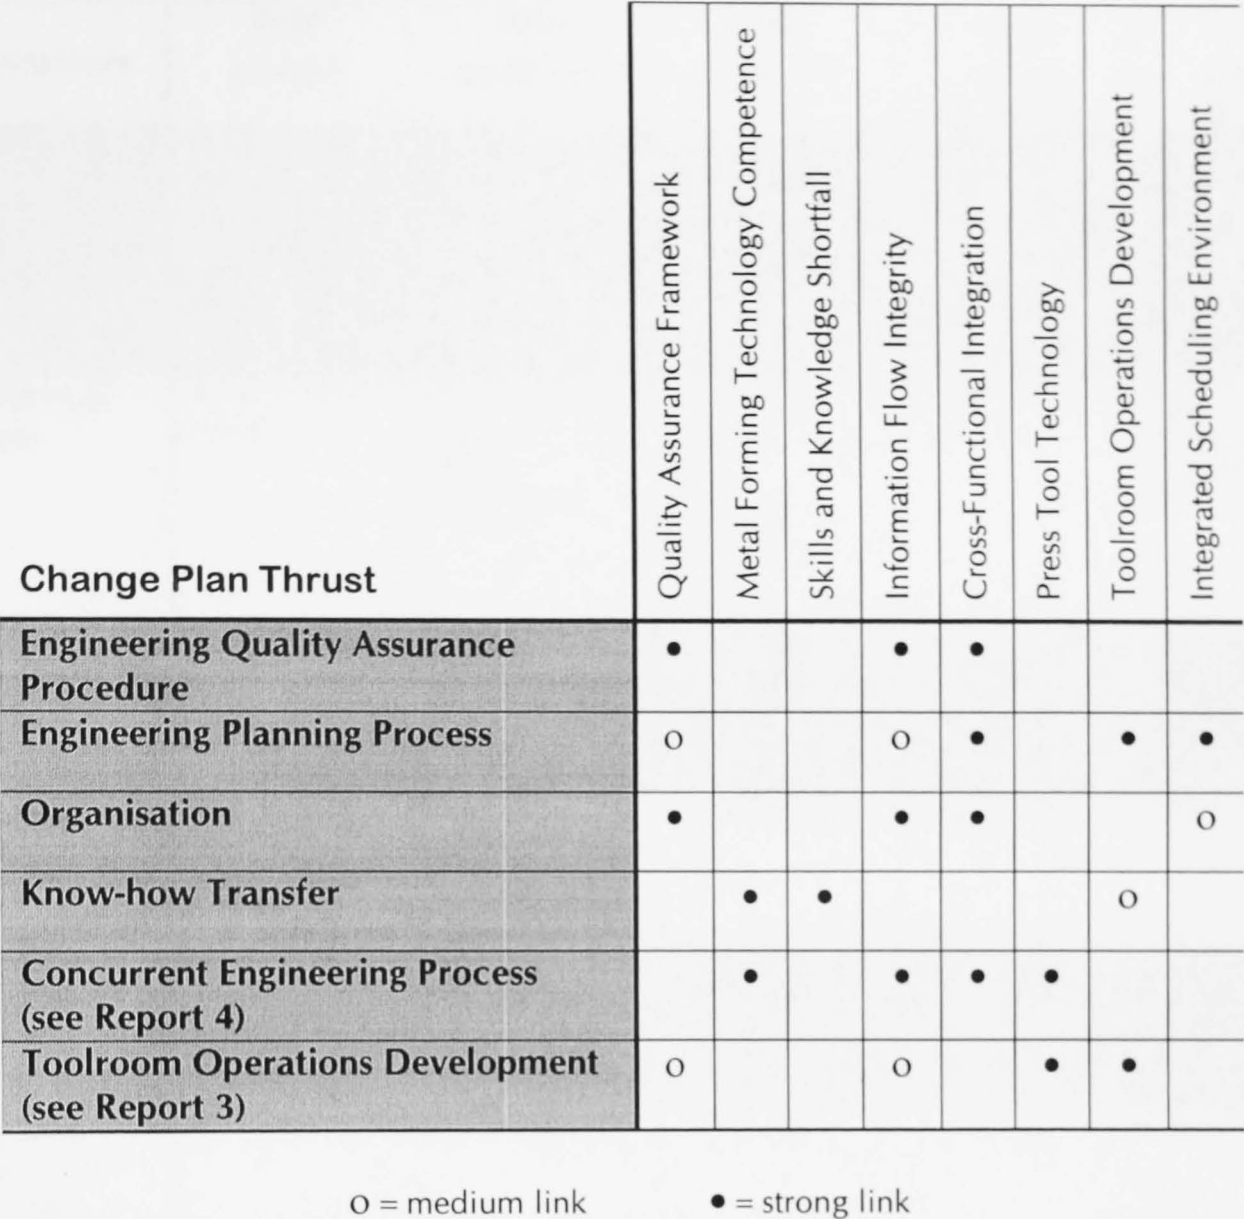 Quality Assurance Framework
Metal Forming Technology Competence
Skills and Knowledge Shortfall
Information Flow Integrity
Cross-Functional Integration
Press Tool Technology
Toolroom Operations Development
Integrated Scheduling Environment
Change Plan Thrust
Engineering Quality Assurance
Procedure
● ● ●
Engineering Planning Process
O O ● ● ●
Organisation
● ● ● O
Know-how Transfer
● ● O
Concurrent Engineering Process
(see Report 4)
● ● ● ●
Toolroom Operations Development
(see Report 3)
O O ● ●
O = medium link ● = strong link